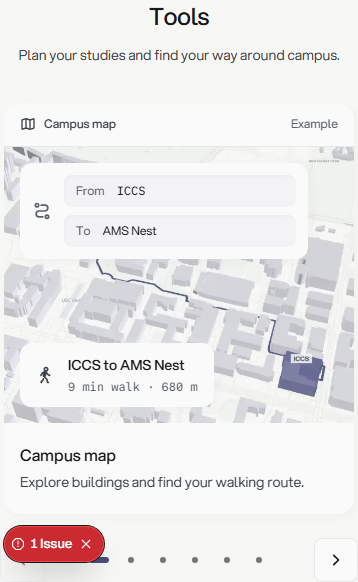 Tools
Plan your studies and find your way around campus.
Campus map
Example
From ICCS
To AMS Nest
ICCS
ICCS to AMS Nest
9 min walk · 680 m
Campus map
Explore buildings and find your walking route.
1 Issue